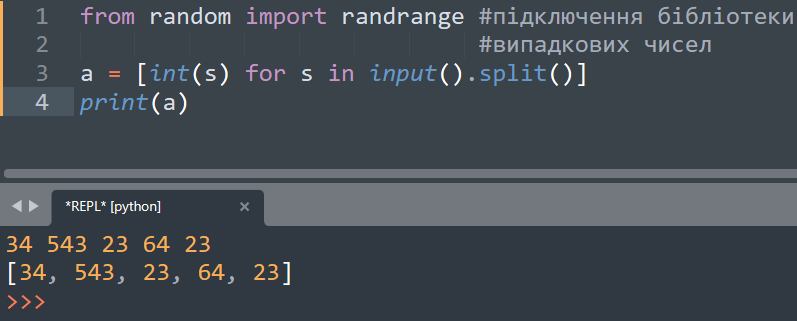 1 from random import randrange #підключення бібліотеки
2 #випадкових чисел
3 a = [int(s) for s in input().split()]
4 print(a)
*REPL* [python] ×
34 543 23 64 23
[34, 543, 23, 64, 23]
>>>